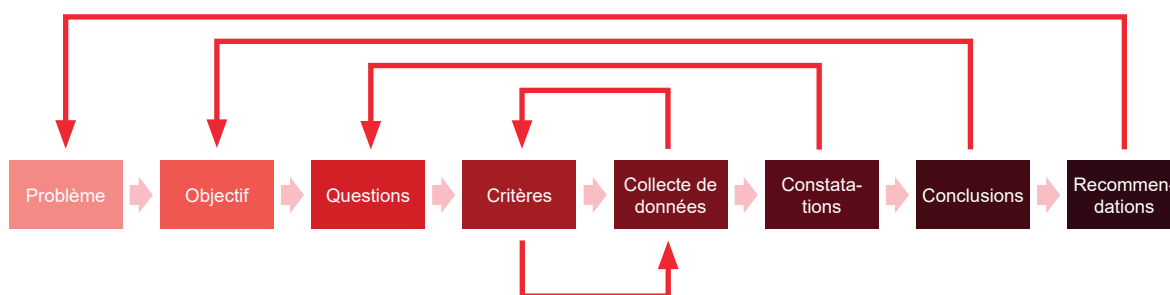 Problème
Objectif
Questions
Critères
Collecte de
données
Constata-
tions
Conclusions
Recommen-
dations